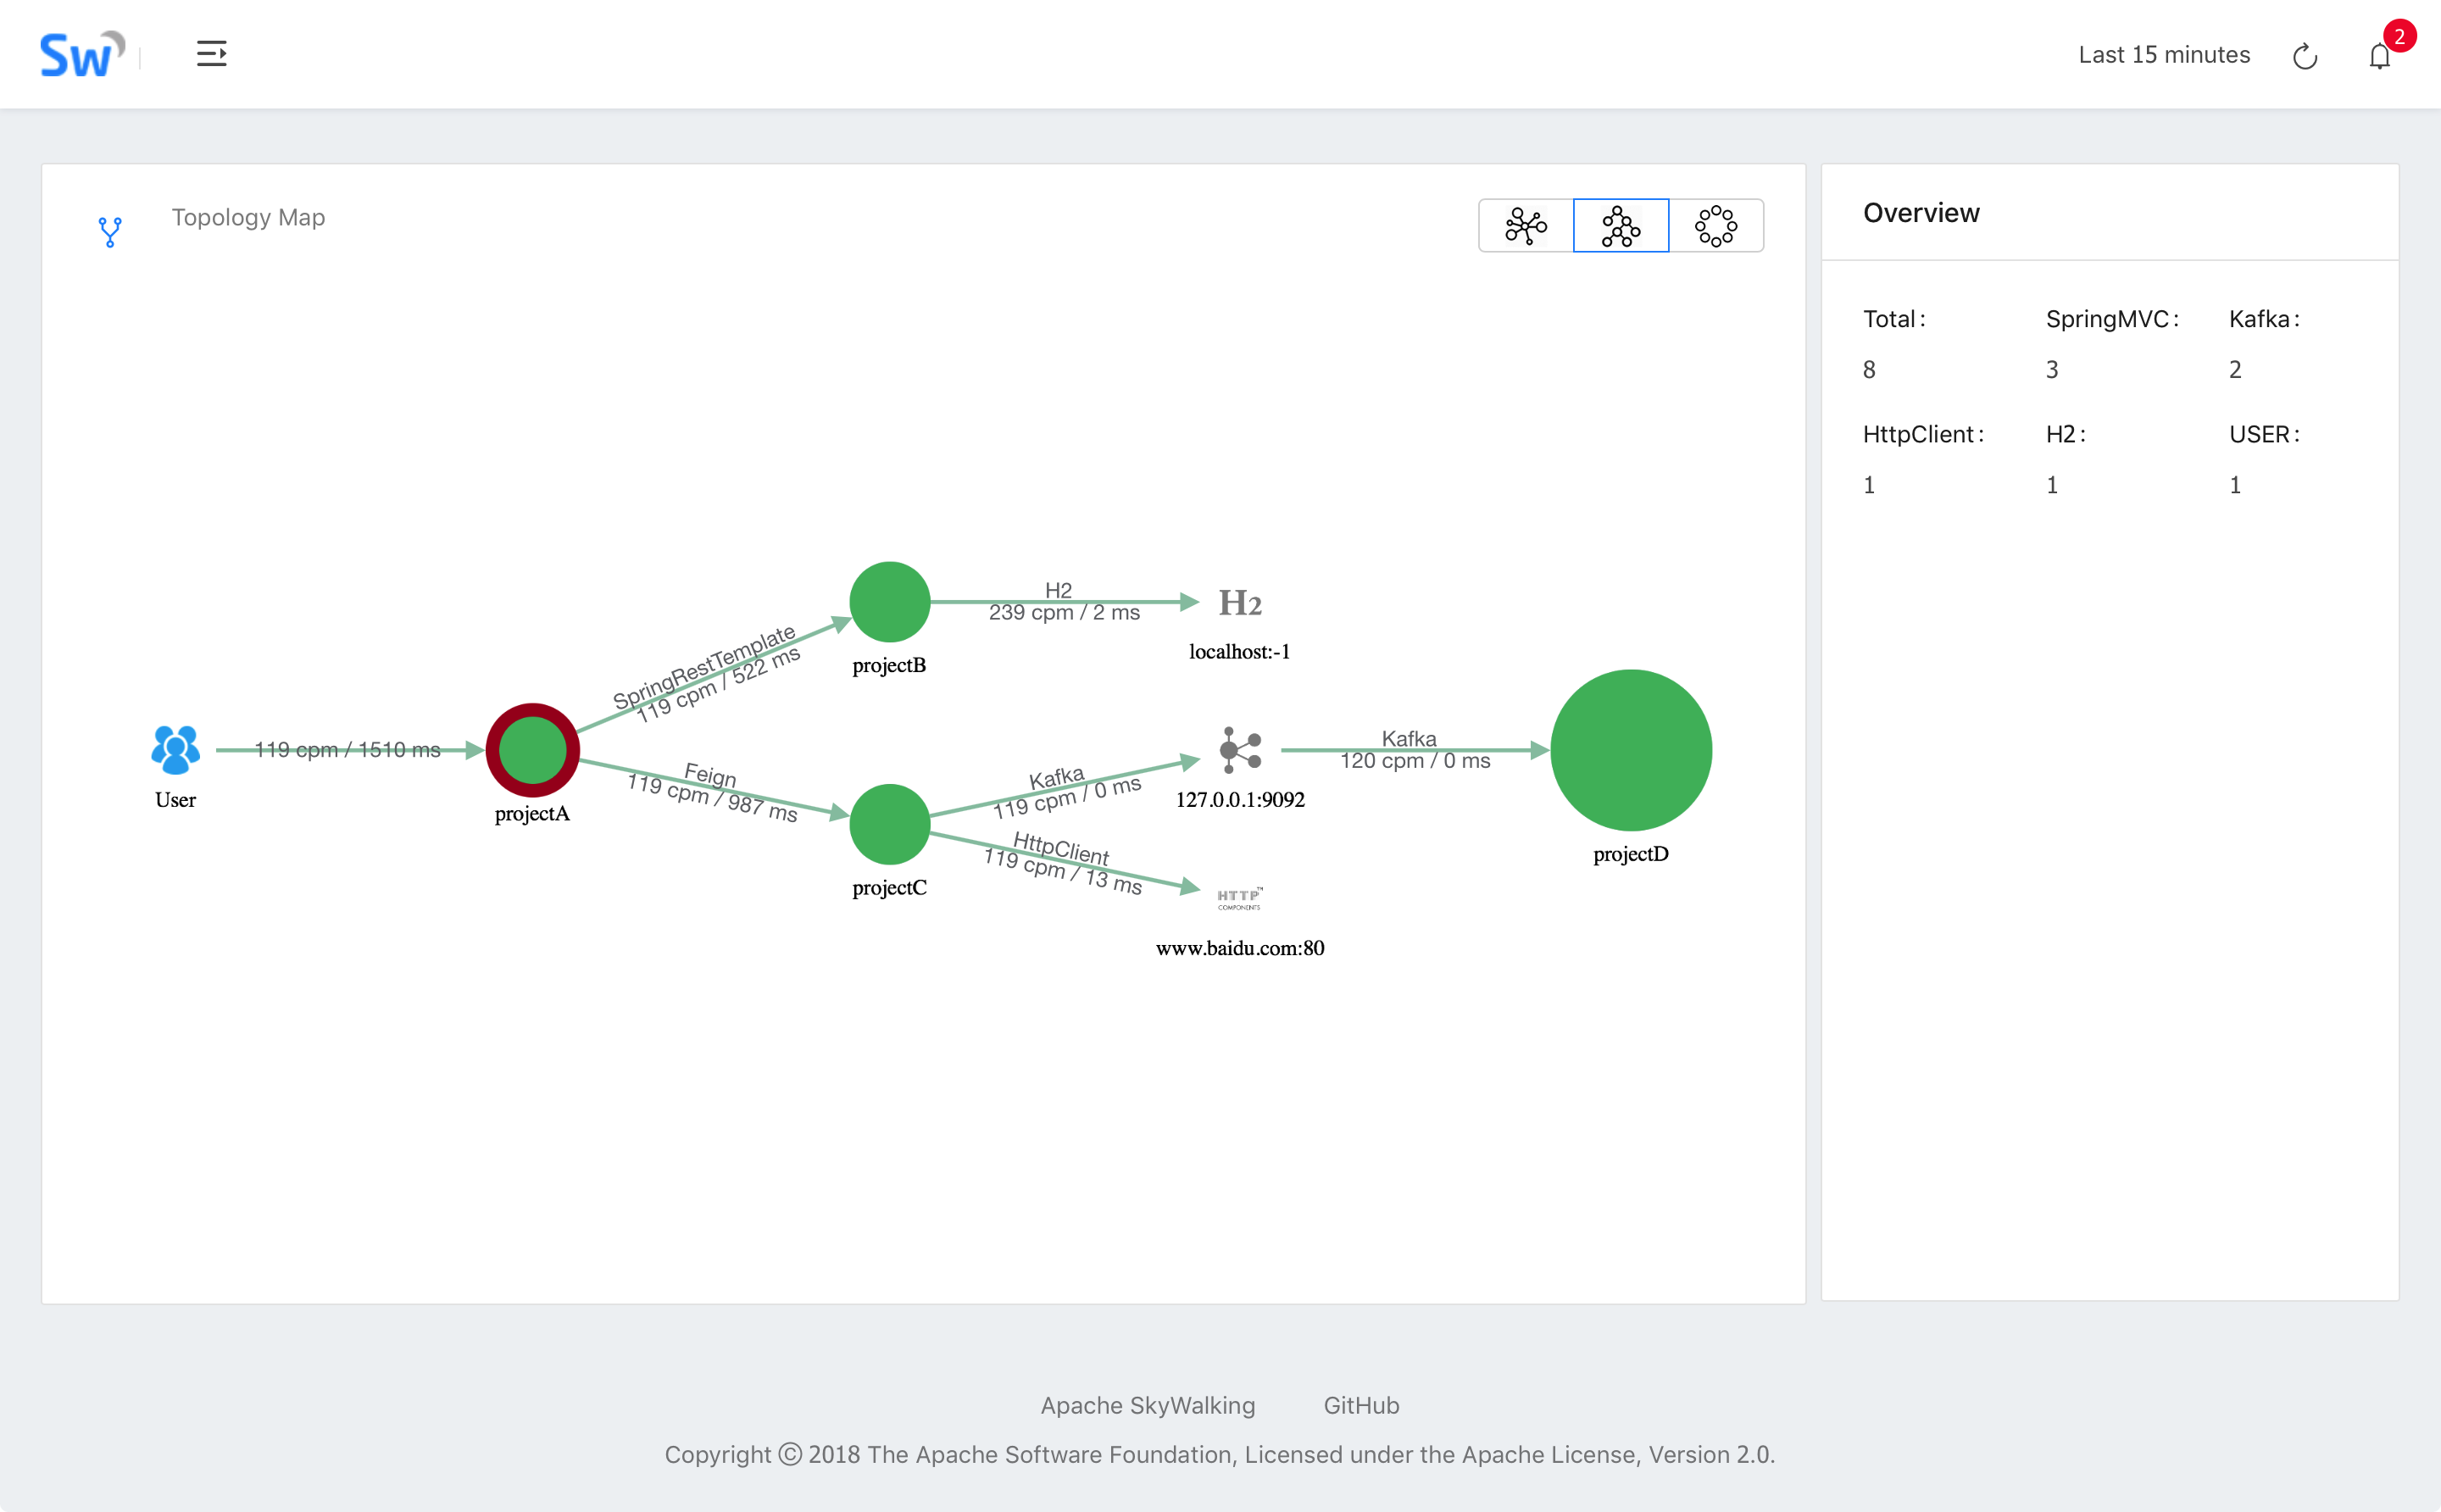 Sw
Last 15 minutes
2
Topology Map
Overview
Total:
SpringMVC:
Kafka:
8
3
2
HttpClient:
H2:
USER:
1
1
1
H2
239 cpm / 2 ms
H2
localhost:-1
projectB
SpringRestTemplate
119 cpm / 522 ms
119 cpm / 1510 ms
User
projectA
Feign
119 cpm / 987 ms
projectC
Kafka
119 cpm / 0 ms
127.0.0.1:9092
Kafka
120 cpm / 0 ms
projectD
HttpClient
119 cpm / 13 ms
HTTP™
COMPONENTS
www.baidu.com:80
Apache SkyWalking
GitHub
Copyright © 2018 The Apache Software Foundation, Licensed under the Apache License, Version 2.0.